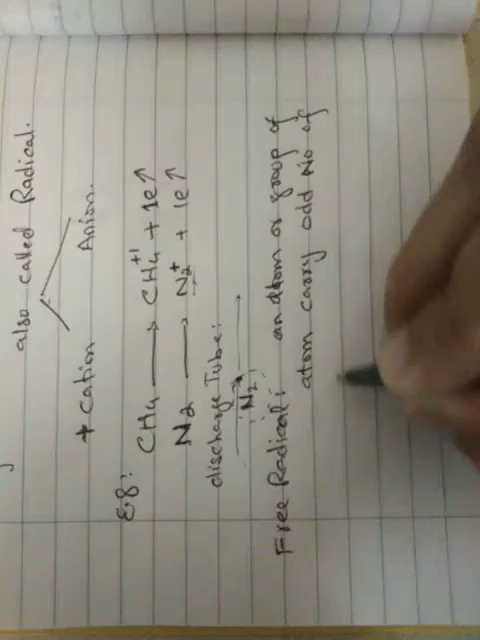 also called Radical.
+ Cation Anion.
E.g:
CH4 ⟶ CH4+1 + 1e↑
N2 ⟶ N2+ + 1e↑
discharge Tube:
N2
Free Radical: an atom or group of
atom carry odd No of